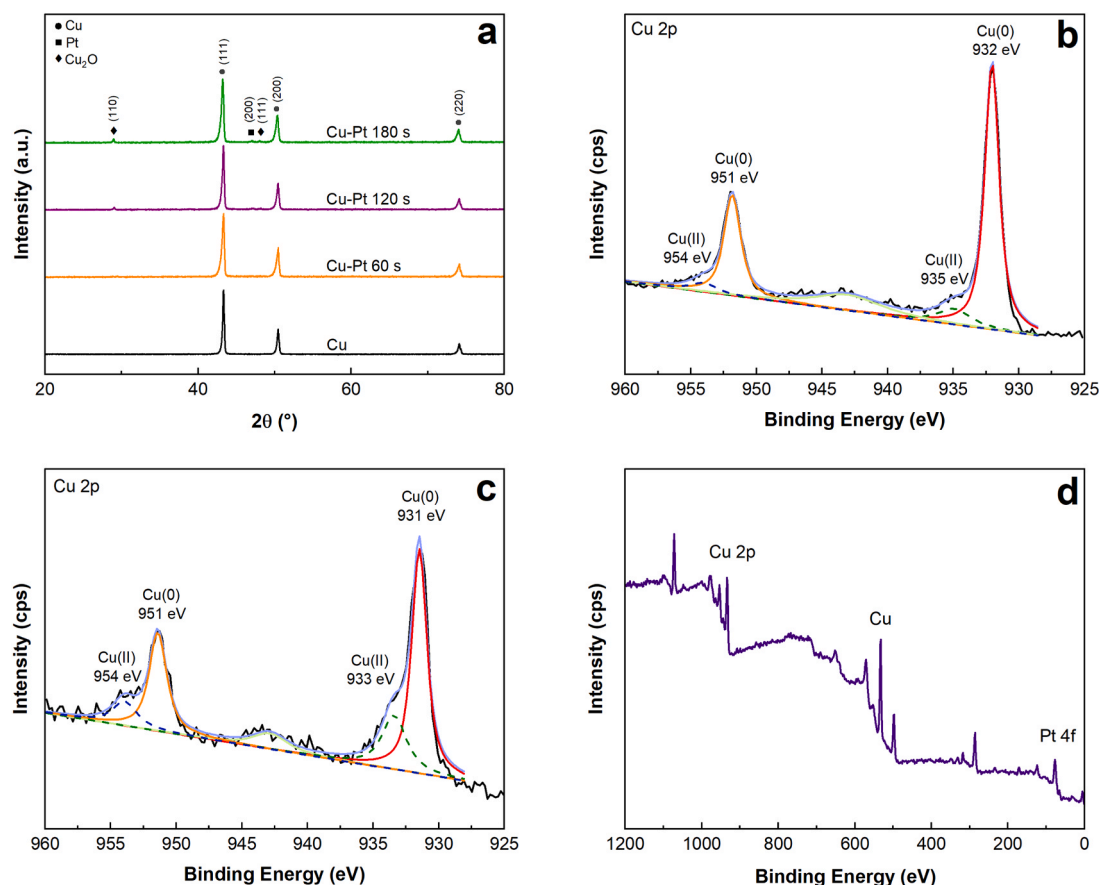 a
● Cu
■ Pt
◆ Cu₂O
(110)
(111)
(200)
(111)
(200)
(220)
Cu-Pt 180 s
Cu-Pt 120 s
Cu-Pt 60 s
Cu
Intensity (a.u.)
20 40 60 80
2θ (°)
b
Cu 2p
Cu(0)
932 eV
Cu(0)
951 eV
Cu(II)
954 eV
Cu(II)
935 eV
Intensity (cps)
960 955 950 945 940 935 930 925
Binding Energy (eV)
c
Cu 2p
Cu(0)
931 eV
Cu(0)
951 eV
Cu(II)
954 eV
Cu(II)
933 eV
Intensity (cps)
960 955 950 945 940 935 930 925
Binding Energy (eV)
d
Cu 2p
Cu
Pt 4f
Intensity (cps)
1200 1000 800 600 400 200 0
Binding Energy (eV)